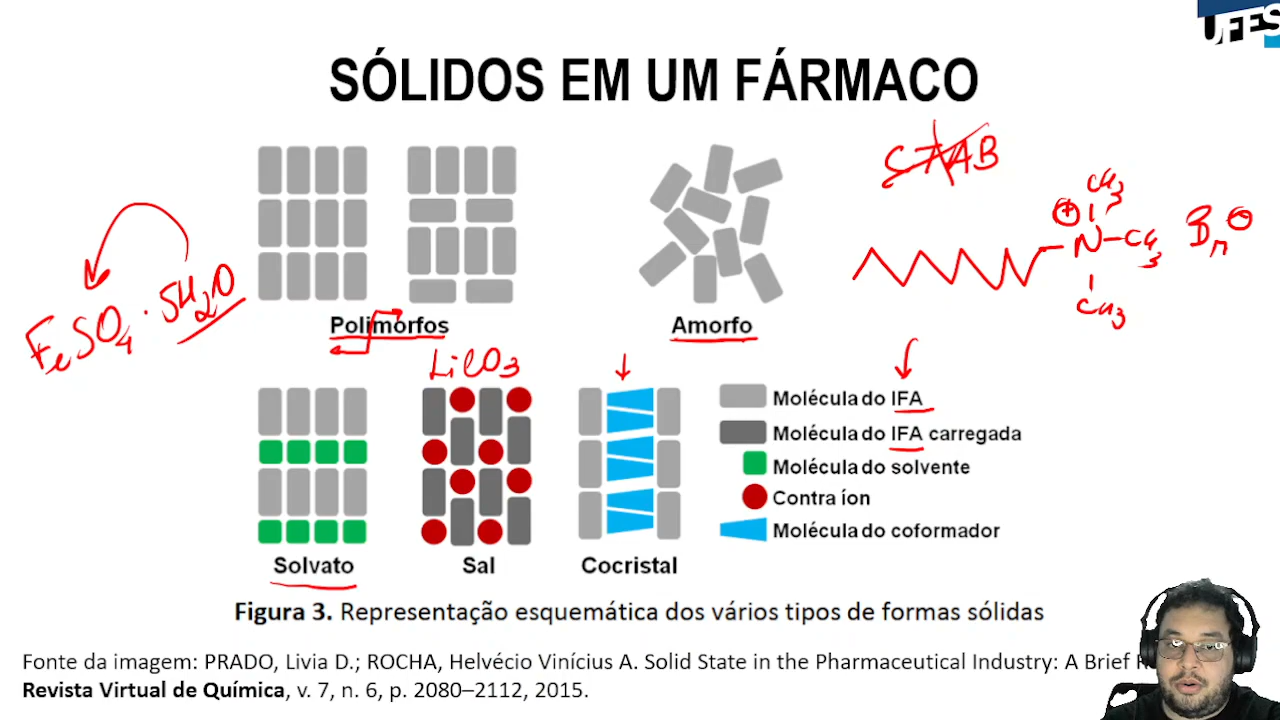 UFES
SÓLIDOS EM UM FÁRMACO
CTAB
CH3
⊕
N-CH3
Br⊖
CH3
FeSO4·5H2O
Polimorfos
Amorfo
LiCO3
Molécula do IFA
Molécula do IFA carregada
Molécula do solvente
Contra íon
Molécula do coformador
Solvato
Sal
Cocristal
Figura 3. Representação esquemática dos vários tipos de formas sólidas
Fonte da imagem: PRADO, Livia D.; ROCHA, Helvécio Vinícius A. Solid State in the Pharmaceutical Industry: A Brief
Revista Virtual de Química, v. 7, n. 6, p. 2080–2112, 2015.